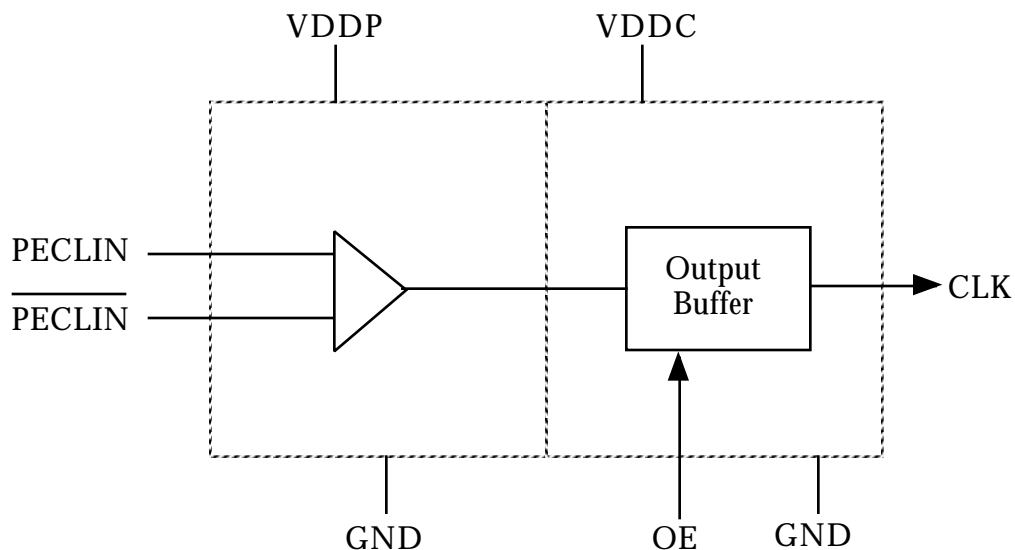 VDDP
VDDC
PECLIN
PECLIN
Output
Buffer
CLK
GND
OE
GND